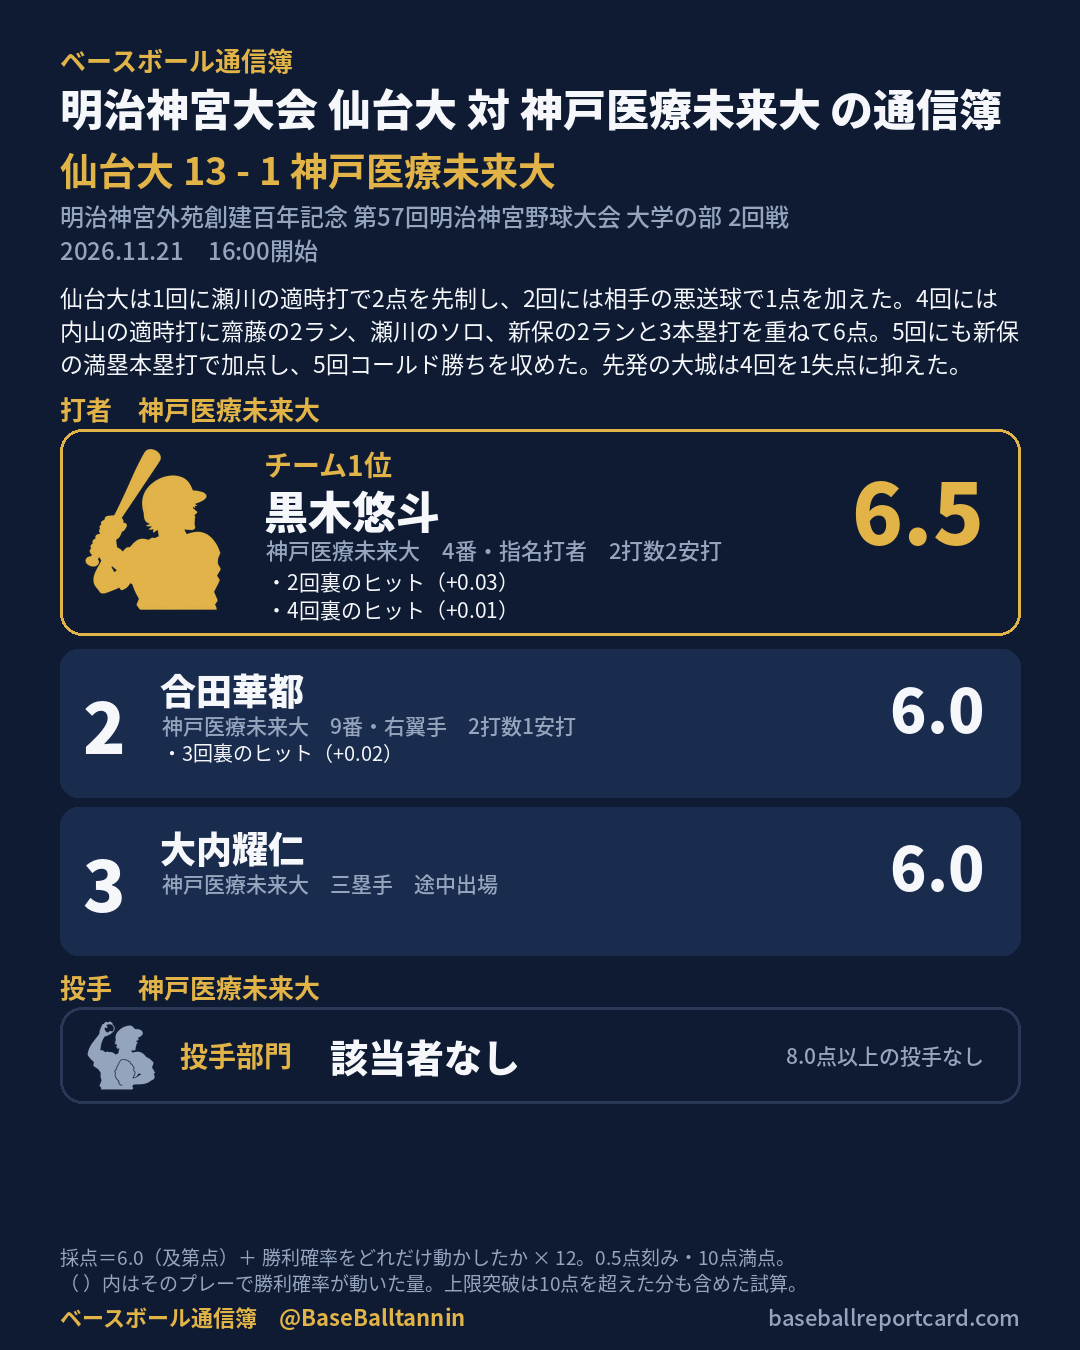 ベースボール通信簿
明治神宮大会 仙台大 対 神戸医療未来大 の通信簿
仙台大 13 - 1 神戸医療未来大
明治神宮外苑創建百年記念 第57回明治神宮野球大会 大学の部 2回戦
2026.11.21　16:00開始
仙台大は1回に瀬川の適時打で2点を先制し、2回には相手の悪送球で1点を加えた。4回には
内山の適時打に齋藤の2ラン、瀬川のソロ、新保の2ランと3本塁打を重ねて6点。5回にも新保
の満塁本塁打で加点し、5回コールド勝ちを収めた。先発の大城は4回を1失点に抑えた。
打者　神戸医療未来大
チーム1位
黒木悠斗
神戸医療未来大　4番・指名打者　2打数2安打
・2回裏のヒット（+0.03）
・4回裏のヒット（+0.01）
6.5
2
合田華都
神戸医療未来大　9番・右翼手　2打数1安打
・3回裏のヒット（+0.02）
6.0
3
大内耀仁
神戸医療未来大　三塁手　途中出場
6.0
投手　神戸医療未来大
投手部門　該当者なし　8.0点以上の投手なし
採点＝6.0（及第点）＋ 勝利確率をどれだけ動かしたか × 12。0.5点刻み・10点満点。
（ ）内はそのプレーで勝利確率が動いた量。上限突破は10点を超えた分も含めた試算。
ベースボール通信簿　@BaseBalltannin　baseballreportcard.com